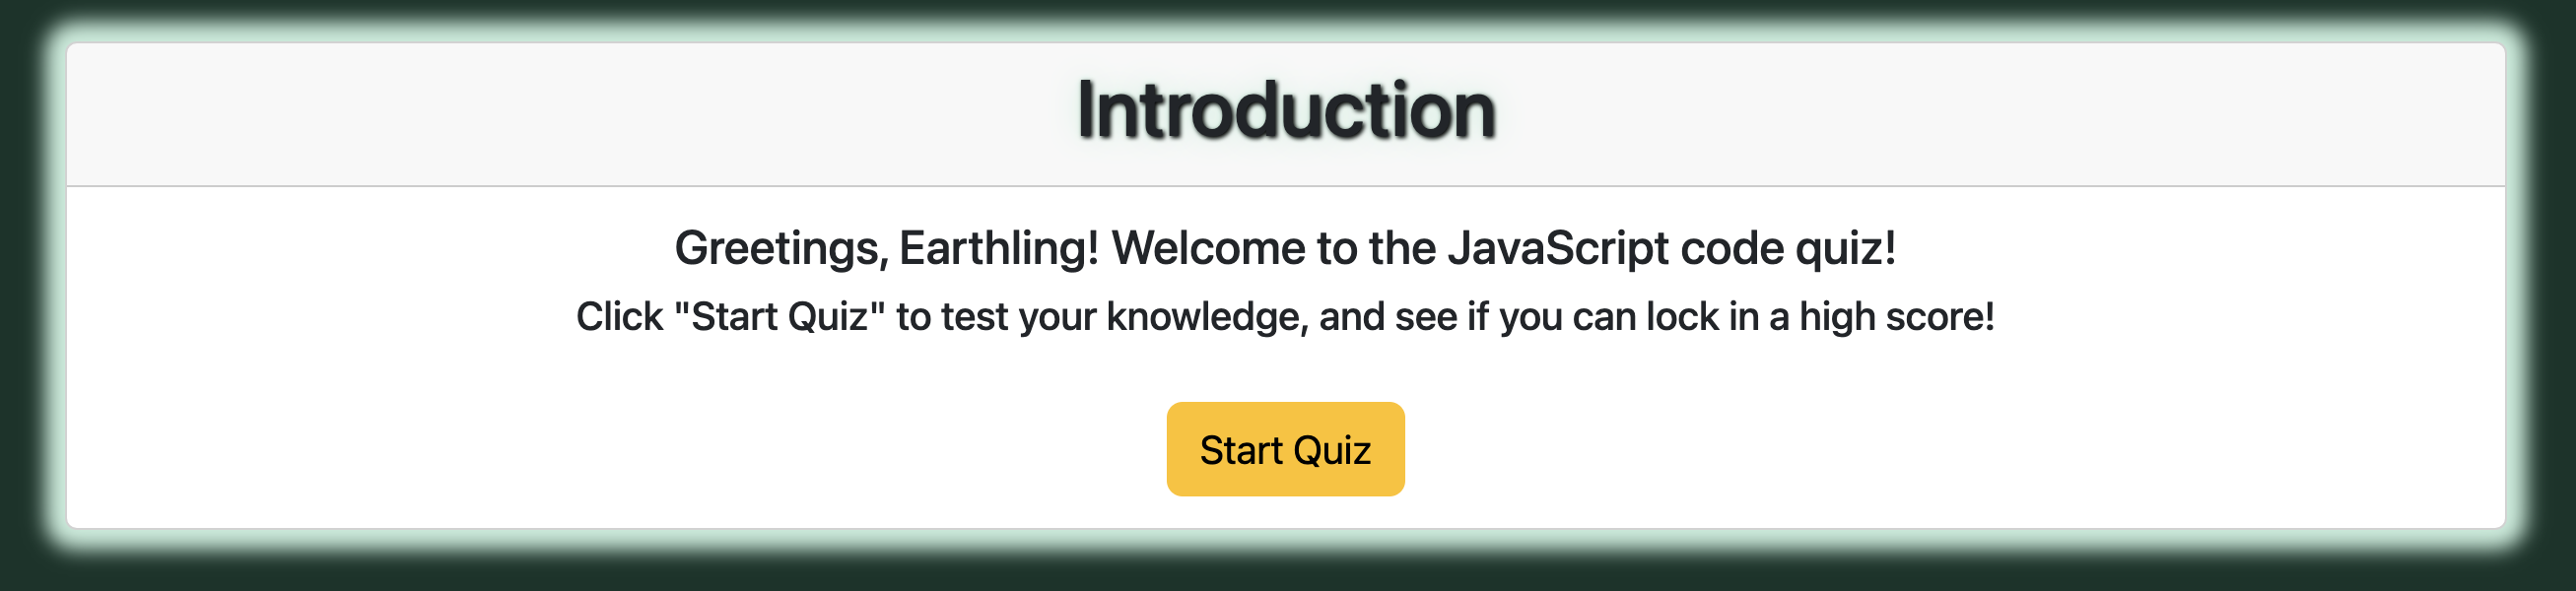 Introduction
Greetings, Earthling! Welcome to the JavaScript code quiz!
Click "Start Quiz" to test your knowledge, and see if you can lock in a high score!
Start Quiz